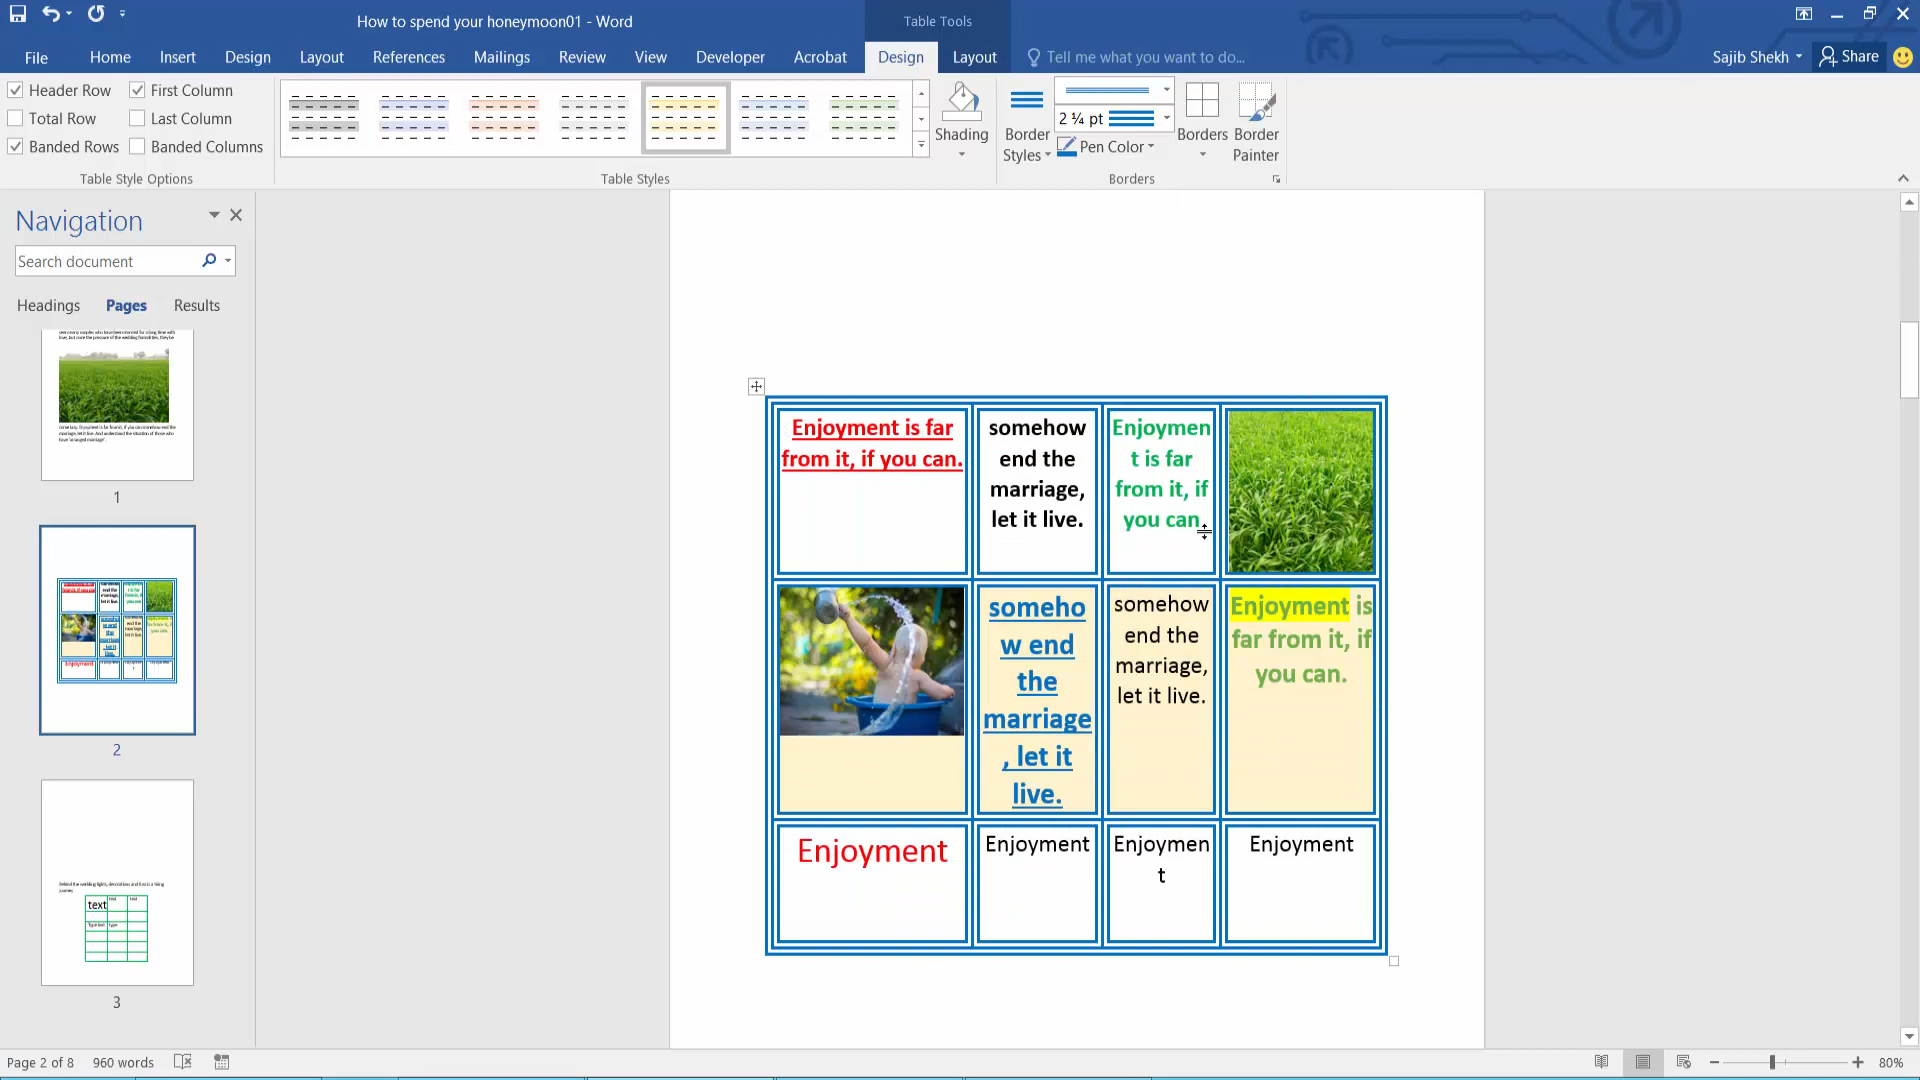 How to spend your honeymoon01 - Word
Table Tools
File Home Insert Design Layout References Mailings Review View Developer Acrobat Design Layout Tell me what you want to do... Sajib Shekh Share
Header Row First Column
Total Row Last Column
Banded Rows Banded Columns
Table Style Options
Table Styles
Shading
Border Styles
2 ¼ pt
Pen Color
Borders
Border Painter
Borders
Navigation
Search document
Headings Pages Results
1
2
text
3
Enjoyment is far
from it, if you can.
somehow
end the
marriage,
let it live.
Enjoymen
t is far
from it, if
you can.
someho
w end
the
marriage
, let it
live.
somehow
end the
marriage,
let it live.
Enjoyment is
far from it, if
you can.
Enjoyment
Enjoyment
Enjoymen
t
Enjoyment
Page 2 of 8 960 words
80%